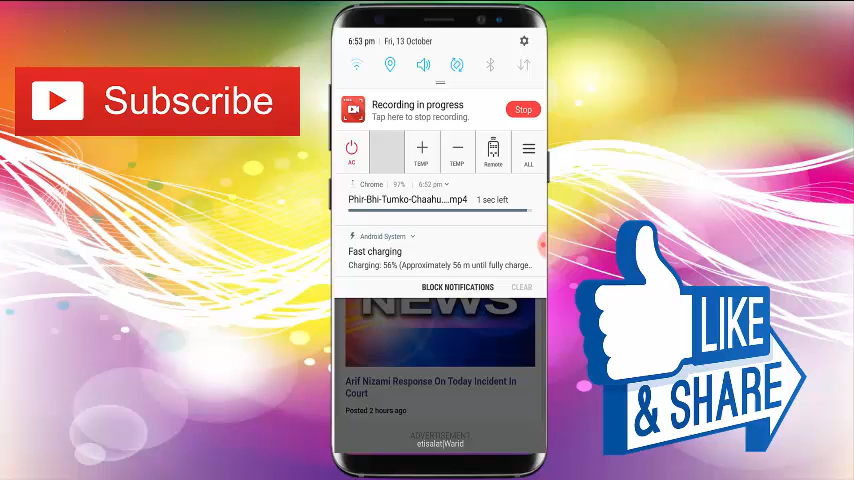 Subscribe
6:53 pm | Fri, 13 October
Recording in progress
Tap here to stop recording.
Stop
AC
TEMP
TEMP
Remote
ALL
Chrome | 97% | 6:52 pm
Phir-Bhi-Tumko-Chaahu....mp4 1 sec left
Android System
Fast charging
Charging: 56% (Approximately 56 m until fully charge..
BLOCK NOTIFICATIONS CLEAR
NEWS
Arif Nizami Response On Today Incident In
Court
Posted 2 hours ago
ADVERTISEMENT
etisalat|Warid
LIKE
& SHARE